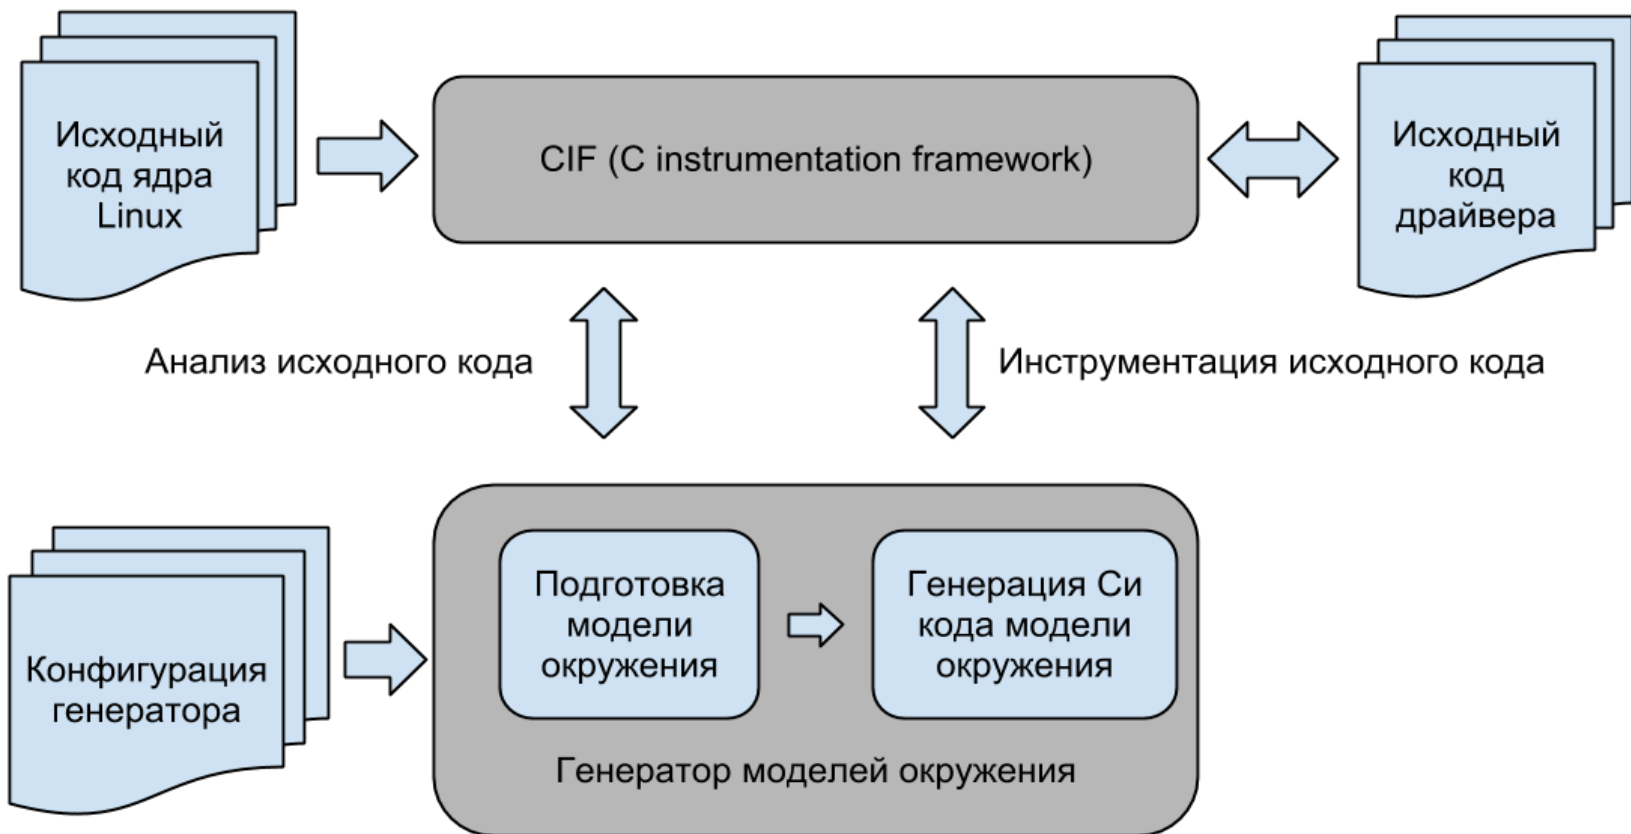 Исходный
код ядра
Linux
CIF (C instrumentation framework)
Исходный
код
драйвера
Анализ исходного кода
Инструментация исходного кода
Конфигурация
генератора
Подготовка
модели
окружения
Генерация Си
кода модели
окружения
Генератор моделей окружения